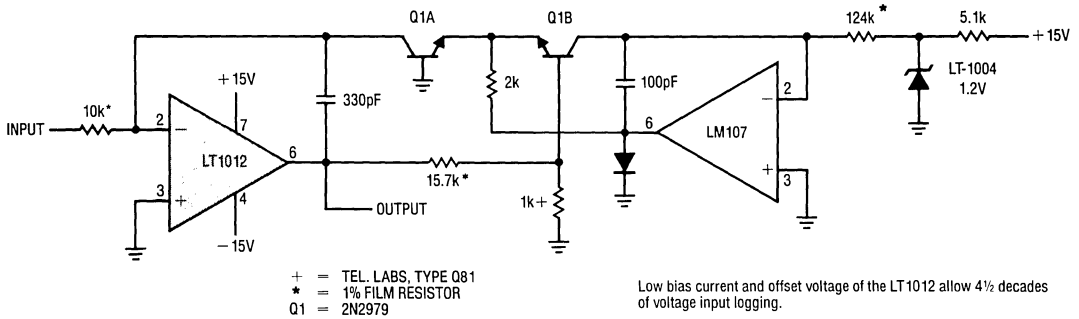 Q1A
Q1B
124k*
5.1k
+15V
+15V
330pF
2k
100pF
LT-1004
1.2V
10k*
INPUT
2
−
7
LT1012
6
3
+
4
−15V
15.7k*
OUTPUT
1k+
6
LM107
2
−
+
3
+ = TEL. LABS, TYPE Q81
* = 1% FILM RESISTOR
Q1 = 2N2979
Low bias current and offset voltage of the LT1012 allow 4½ decades
of voltage input logging.